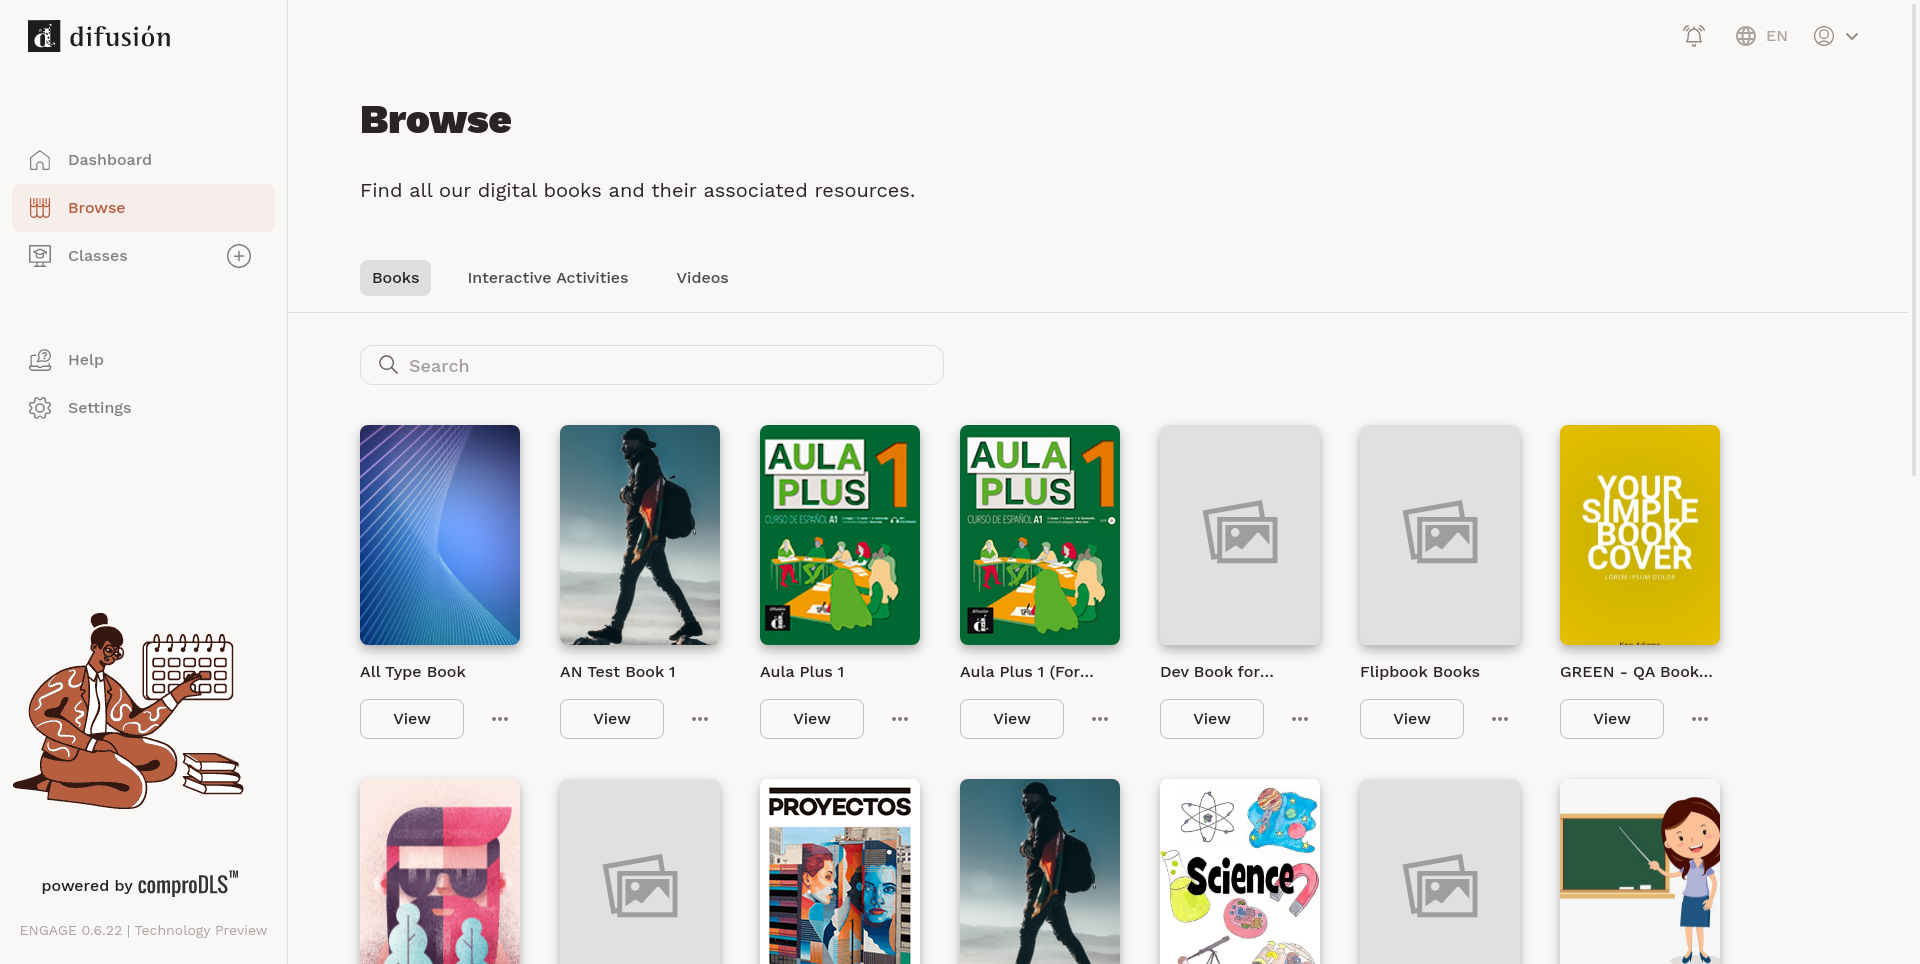 difusión
EN
Dashboard
Browse
Classes
Help
Settings
powered by comproDLS™
ENGAGE 0.6.22 | Technology Preview
Browse
Find all our digital books and their associated resources.
Books
Interactive Activities
Videos
Search
AULA 1
PLUS
CURSO DE ESPAÑOL A1
difusión
AULA 1
PLUS
CURSO DE ESPAÑOL A1
difusión
YOUR
SIMPLE
BOOK
COVER
LOREM IPSUM DOLOR
All Type Book
AN Test Book 1
Aula Plus 1
Aula Plus 1 (For...
Dev Book for...
Flipbook Books
GREEN - QA Book...
View
View
View
View
View
View
View
PROYECTOS
Science